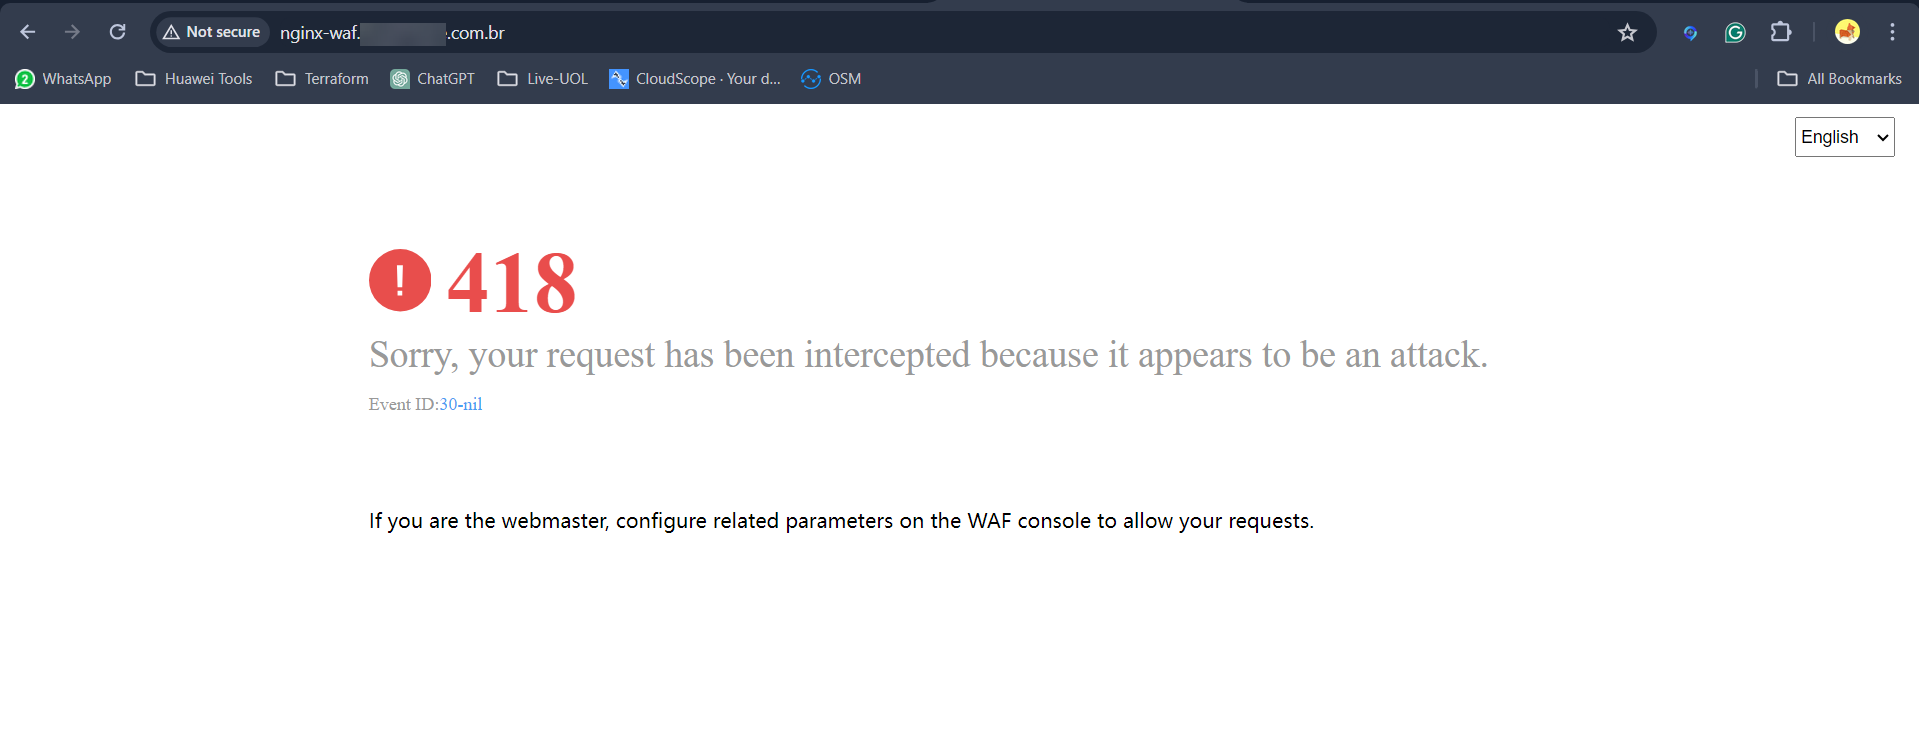 Not secure nginx-waf. .com.br
2 WhatsApp Huawei Tools Terraform ChatGPT Live-UOL CloudScope · Your d... OSM All Bookmarks
English
! 418
Sorry, your request has been intercepted because it appears to be an attack.
Event ID:30-nil
If you are the webmaster, configure related parameters on the WAF console to allow your requests.